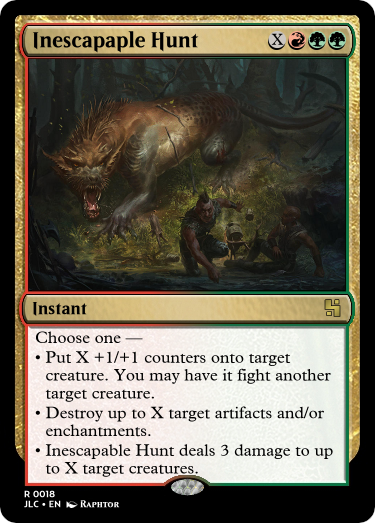 Inescapaple Hunt X
Instant
Choose one —
• Put X +1/+1 counters onto target
creature. You may have it fight another
target creature.
• Destroy up to X target artifacts and/or
enchantments.
• Inescapable Hunt deals 3 damage to up
to X target creatures.
R 0018
JLC • EN Raptor